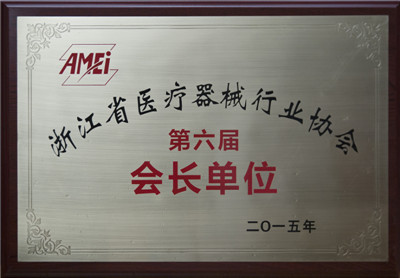 AMEi
浙江省医疗器械行业协会
第六届
会长单位
二〇一五年